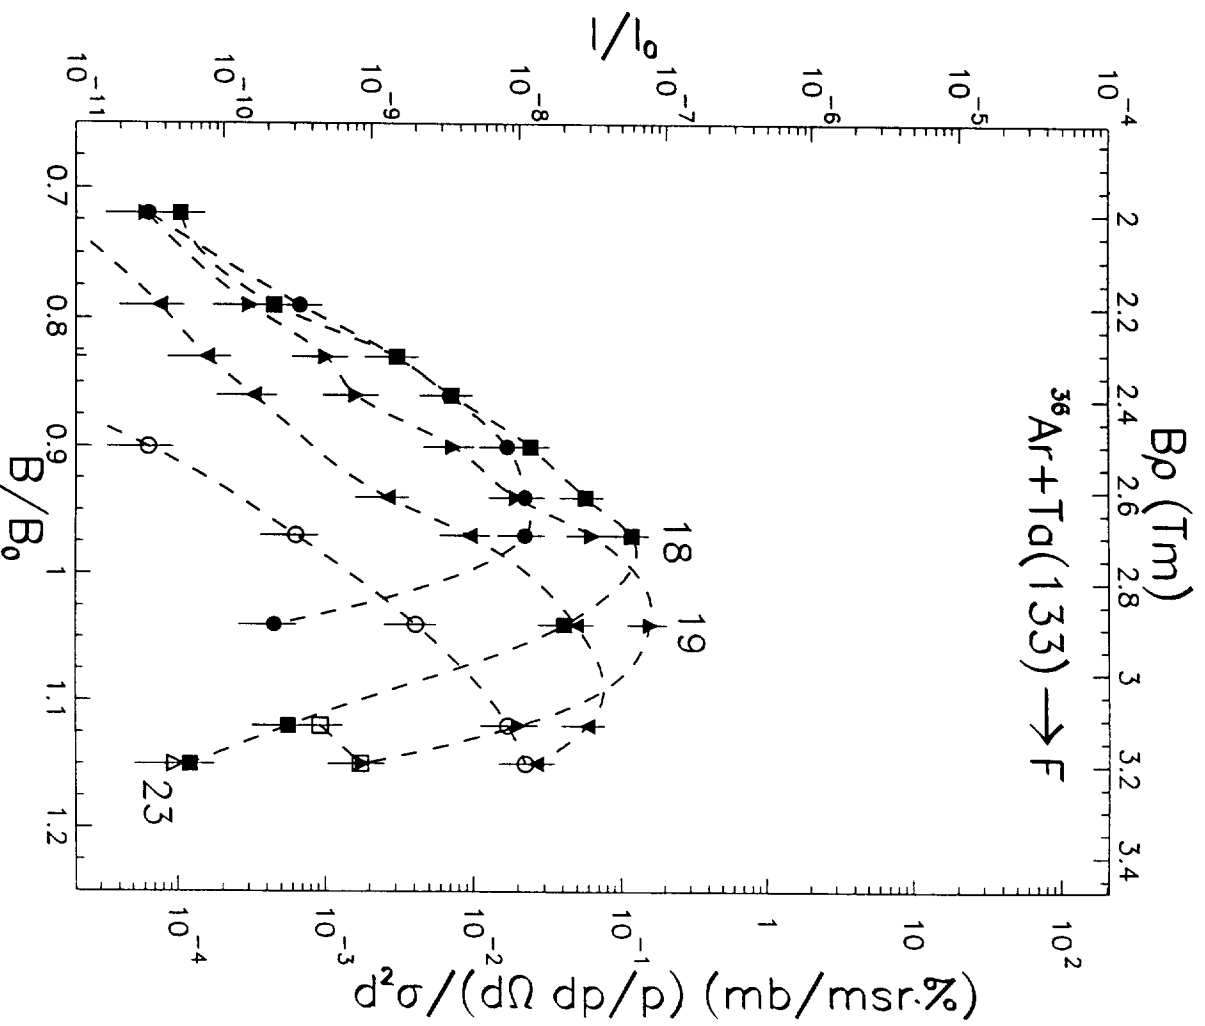 Bρ (Tm)
2 2.2 2.4 2.6 2.8 3 3.2 3.4
³⁶Ar+Ta(133)→F
I/I₀
10⁻⁴
10⁻⁵
10⁻⁶
10⁻⁷
10⁻⁸
10⁻⁹
10⁻¹⁰
10⁻¹¹
18
19
23
10²
10
1
10⁻¹
10⁻²
10⁻³
10⁻⁴
d²σ/(dΩ dp/p) (mb/msr.%)
0.7 0.8 0.9 1 1.1 1.2
B/B₀